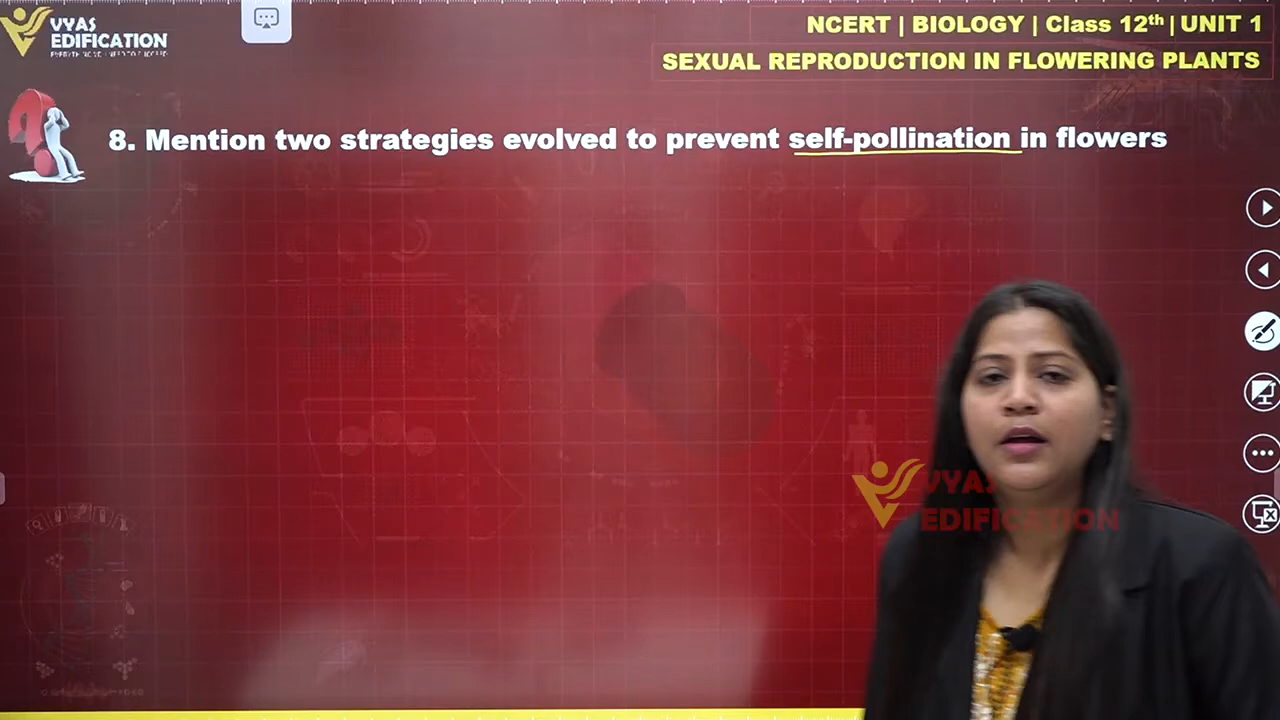 VYAS
EDIFICATION
NCERT | BIOLOGY | Class 12th | UNIT 1
SEXUAL REPRODUCTION IN FLOWERING PLANTS
8. Mention two strategies evolved to prevent self-pollination in flowers
VYAS
EDIFICATION